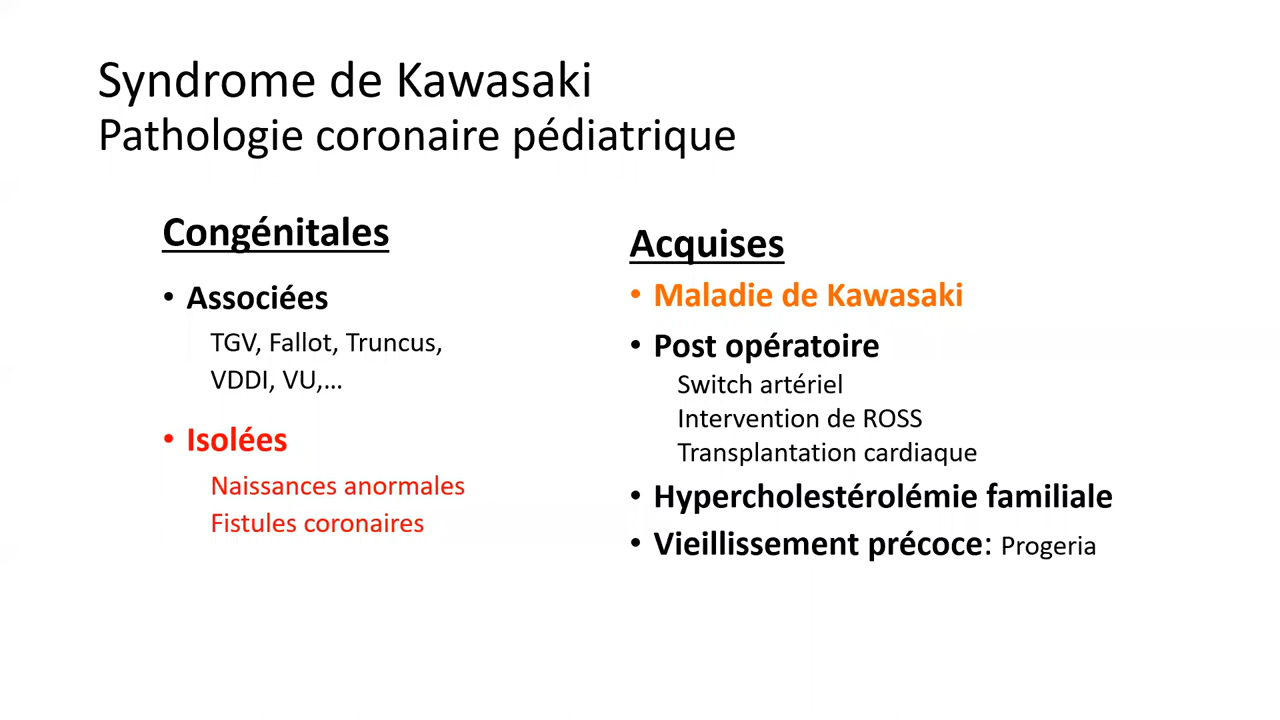 Syndrome de Kawasaki
Pathologie coronaire pédiatrique
Congénitales
• Associées
TGV, Fallot, Truncus,
VDDI, VU,...
• Isolées
Naissances anormales
Fistules coronaires
Acquises
• Maladie de Kawasaki
• Post opératoire
Switch artériel
Intervention de ROSS
Transplantation cardiaque
• Hypercholestérolémie familiale
• Vieillissement précoce: Progeria